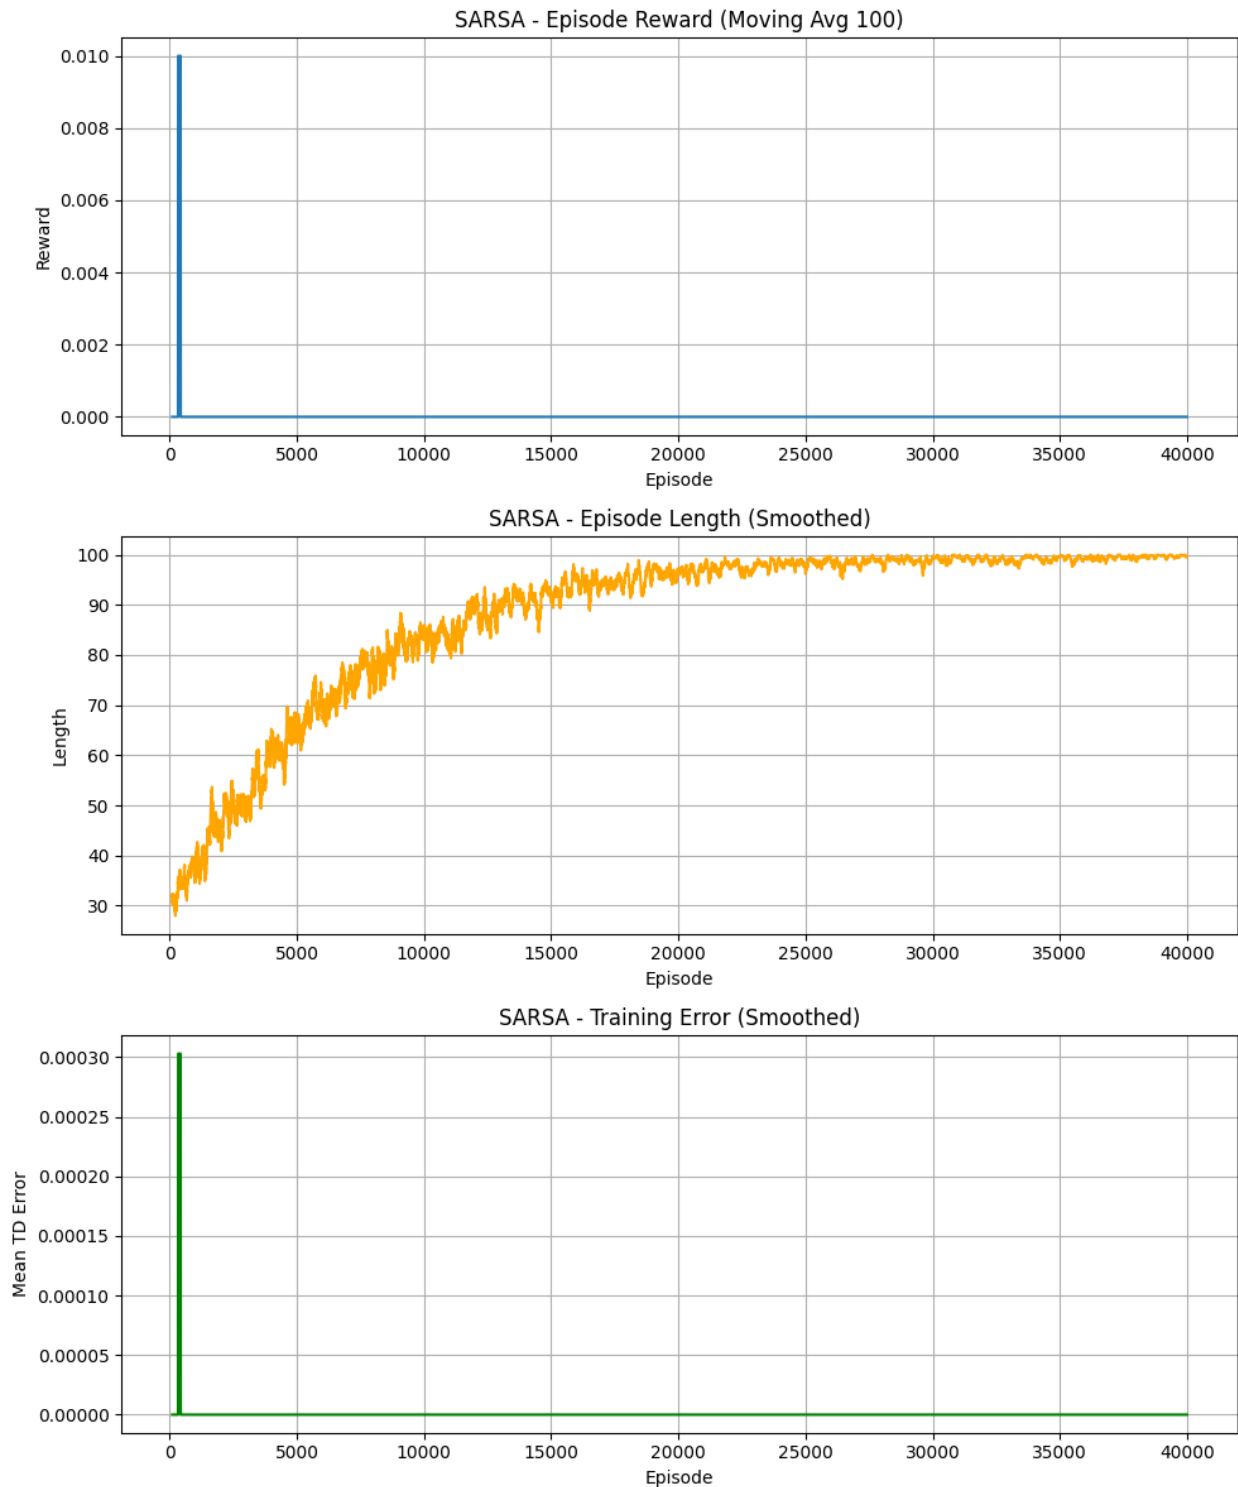 SARSA - Episode Reward (Moving Avg 100)
0.010
0.008
0.006
0.004
0.002
0.000
Reward
0 5000 10000 15000 20000 25000 30000 35000 40000
Episode
SARSA - Episode Length (Smoothed)
100
90
80
70
60
50
40
30
Length
0 5000 10000 15000 20000 25000 30000 35000 40000
Episode
SARSA - Training Error (Smoothed)
0.00030
0.00025
0.00020
0.00015
0.00010
0.00005
0.00000
Mean TD Error
0 5000 10000 15000 20000 25000 30000 35000 40000
Episode